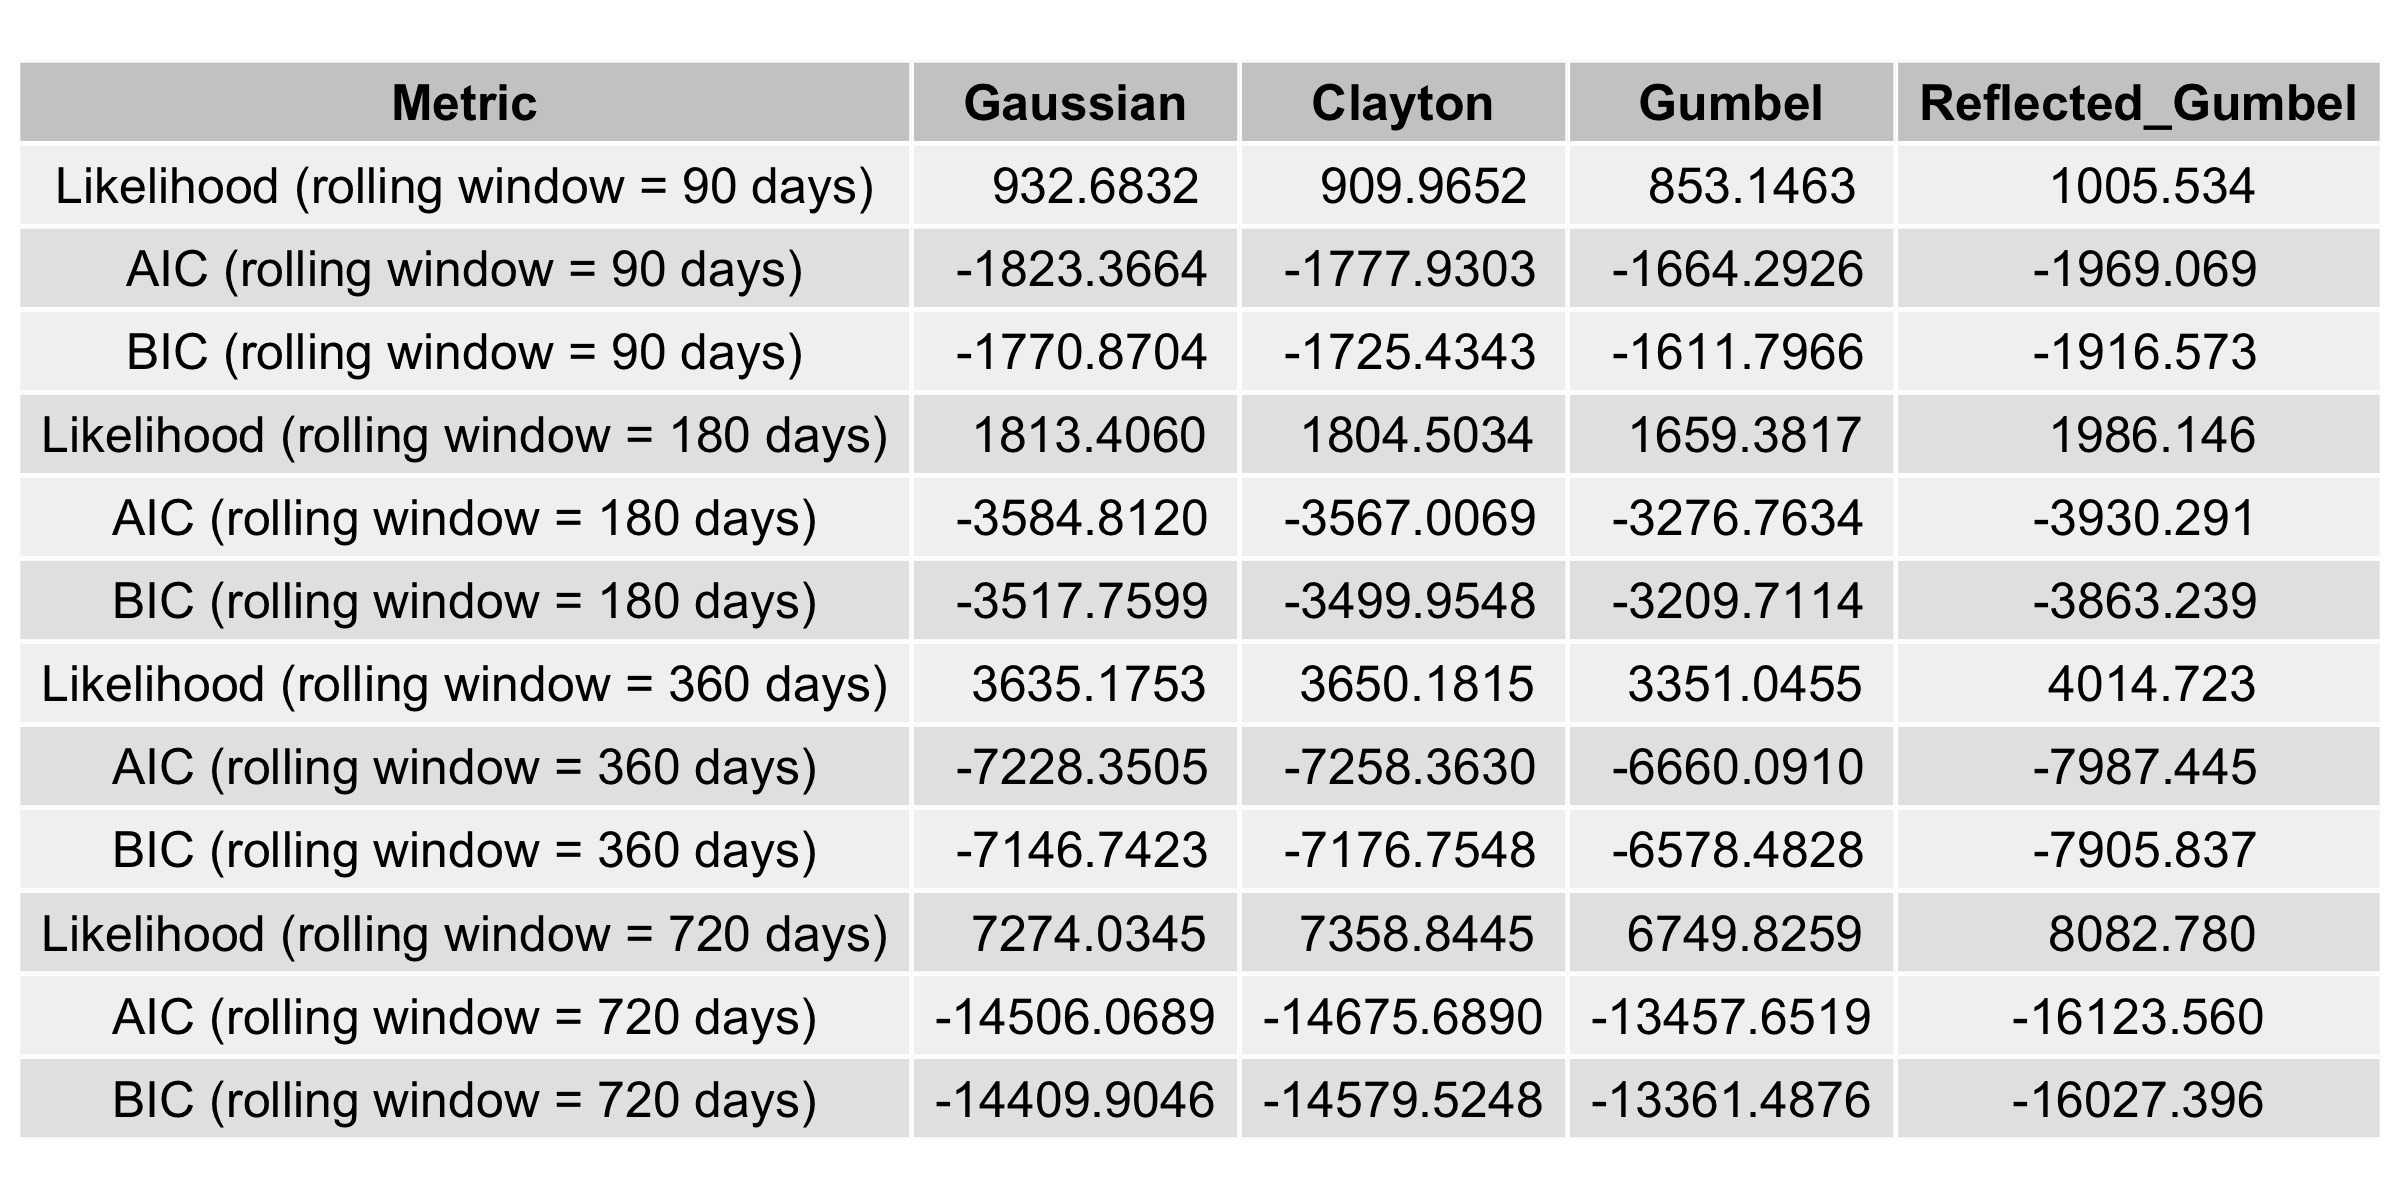 Metric Gaussian Clayton Gumbel Reflected_Gumbel
Likelihood (rolling window = 90 days) 932.6832 909.9652 853.1463 1005.534
AIC (rolling window = 90 days) -1823.3664 -1777.9303 -1664.2926 -1969.069
BIC (rolling window = 90 days) -1770.8704 -1725.4343 -1611.7966 -1916.573
Likelihood (rolling window = 180 days) 1813.4060 1804.5034 1659.3817 1986.146
AIC (rolling window = 180 days) -3584.8120 -3567.0069 -3276.7634 -3930.291
BIC (rolling window = 180 days) -3517.7599 -3499.9548 -3209.7114 -3863.239
Likelihood (rolling window = 360 days) 3635.1753 3650.1815 3351.0455 4014.723
AIC (rolling window = 360 days) -7228.3505 -7258.3630 -6660.0910 -7987.445
BIC (rolling window = 360 days) -7146.7423 -7176.7548 -6578.4828 -7905.837
Likelihood (rolling window = 720 days) 7274.0345 7358.8445 6749.8259 8082.780
AIC (rolling window = 720 days) -14506.0689 -14675.6890 -13457.6519 -16123.560
BIC (rolling window = 720 days) -14409.9046 -14579.5248 -13361.4876 -16027.396